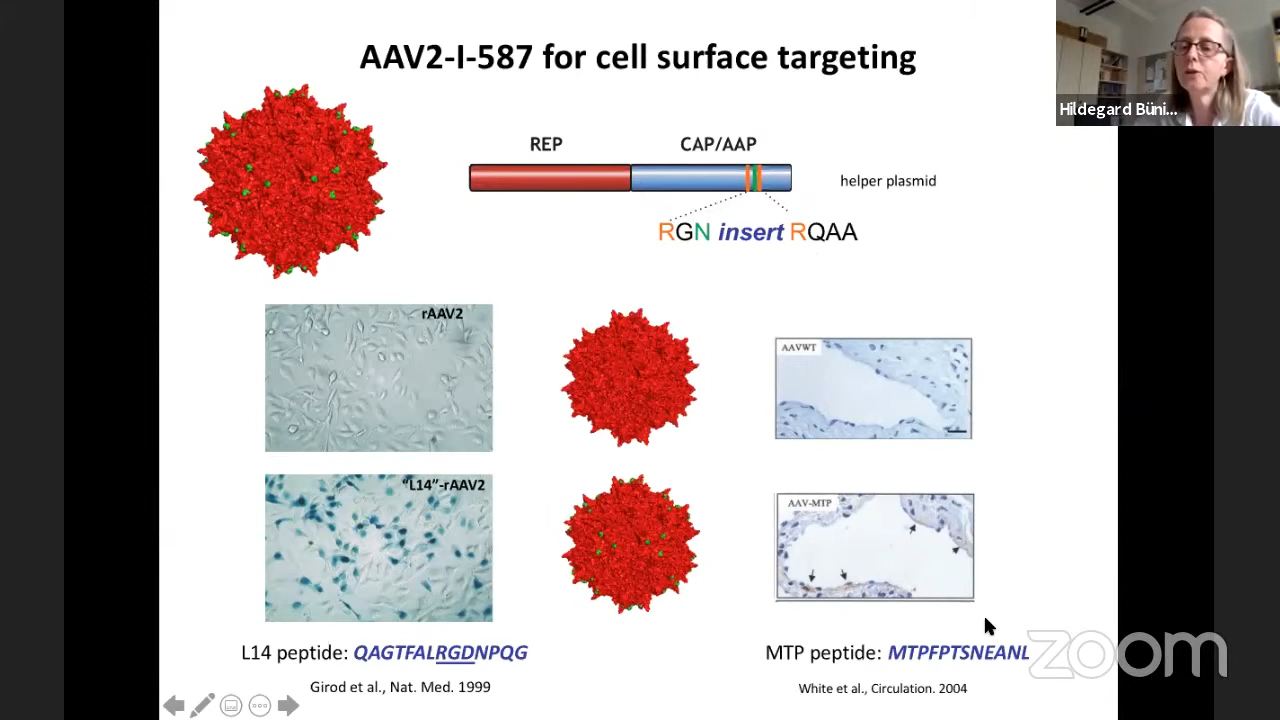 AAV2-I-587 for cell surface targeting
Hildegard Büni...
REP
CAP/AAP
helper plasmid
RGN insert RQAA
rAAV2
AAVWT
"L14"-rAAV2
AAV-MTP
L14 peptide: QAGTFALRGDNPQG
MTP peptide: MTPFPTSNEANL
Girod et al., Nat. Med. 1999
White et al., Circulation. 2004
zoom